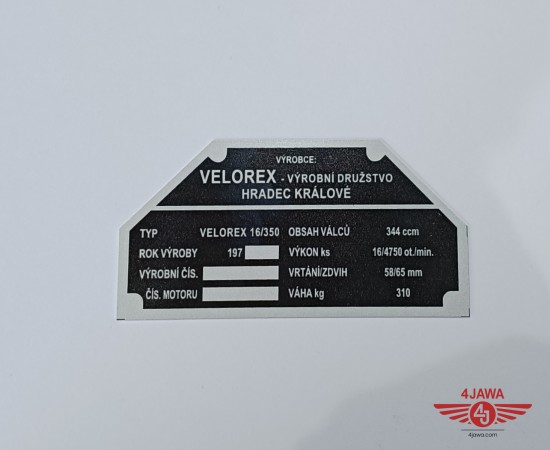 VÝROBCE:
VELOREX - VÝROBNÍ DRUŽSTVO
HRADEC KRÁLOVÉ
TYP VELOREX 16/350 OBSAH VÁLCŮ 344 ccm
ROK VÝROBY 197 VÝKON ks 16/4750 ot./min.
VÝROBNÍ ČÍS. VRTÁNÍ/ZDVIH 58/65 mm
ČÍS. MOTORU VÁHA kg 310
4JAWA
4J
4jawa.com